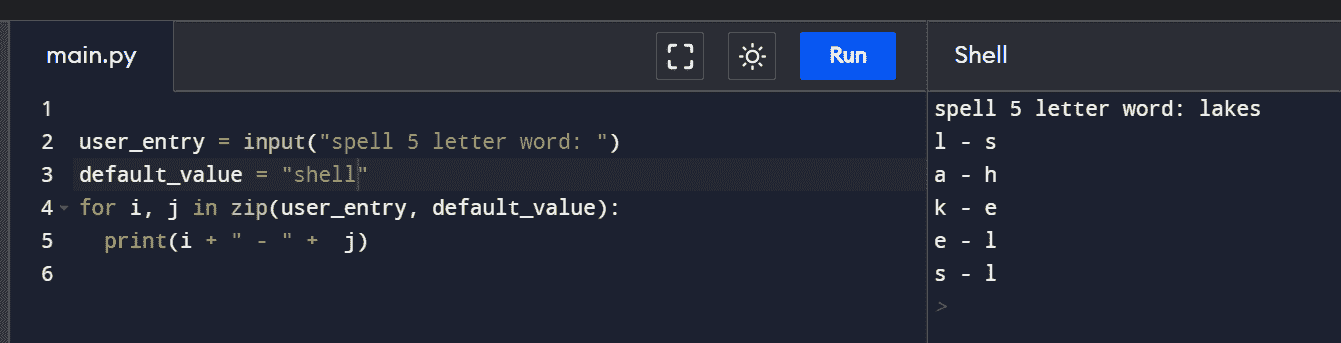 main.py
Run
Shell
1
2 user_entry = input("spell 5 letter word: ")
3 default_value = "shell"
4 for i, j in zip(user_entry, default_value):
5   print(i + " - " +  j)
6
spell 5 letter word: lakes
l - s
a - h
k - e
e - l
s - l
>